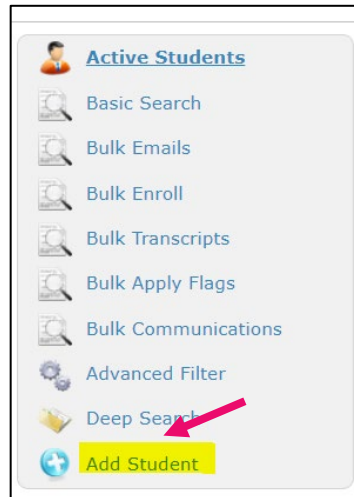 Active Students
Basic Search
Bulk Emails
Bulk Enroll
Bulk Transcripts
Bulk Apply Flags
Bulk Communications
Advanced Filter
Deep Search
Add Student